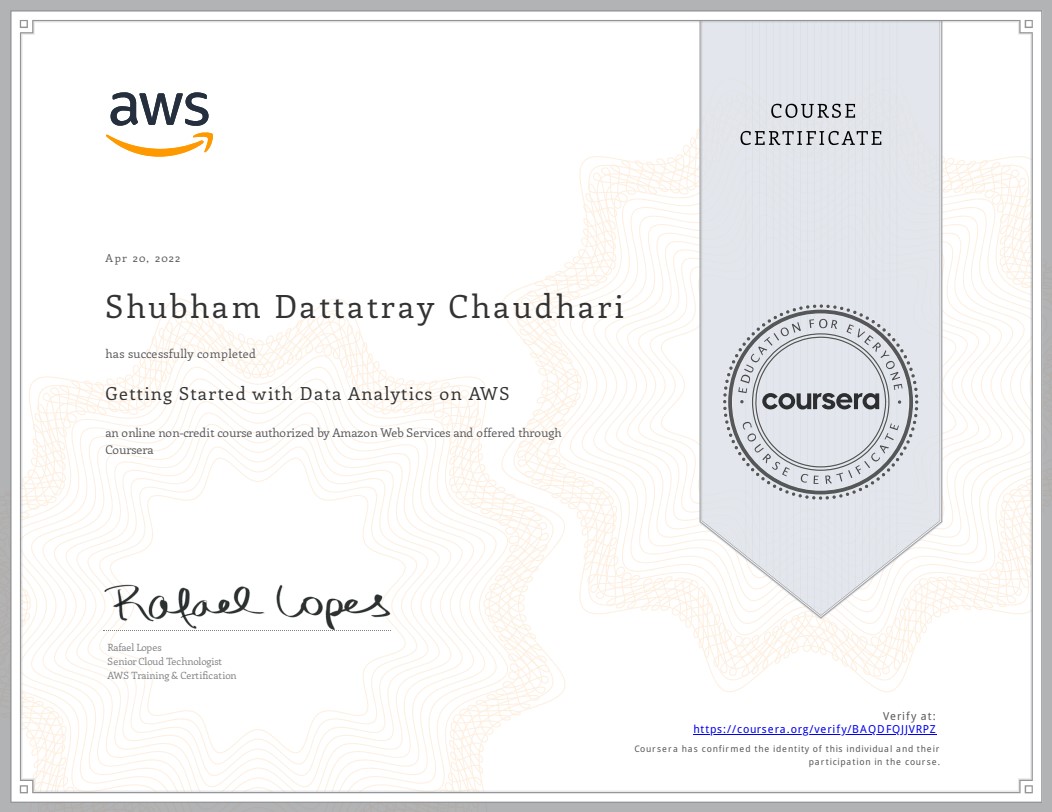 aws
COURSE
CERTIFICATE
Apr 20, 2022
Shubham Dattatray Chaudhari
has successfully completed
Getting Started with Data Analytics on AWS
an online non-credit course authorized by Amazon Web Services and offered through
Coursera
EDUCATION FOR EVERYONE
coursera
COURSE CERTIFICATE
Rafael Lopes
Rafael Lopes
Senior Cloud Technologist
AWS Training & Certification
Verify at:
https://coursera.org/verify/BAQDFQJJVRPZ
Coursera has confirmed the identity of this individual and their
participation in the course.